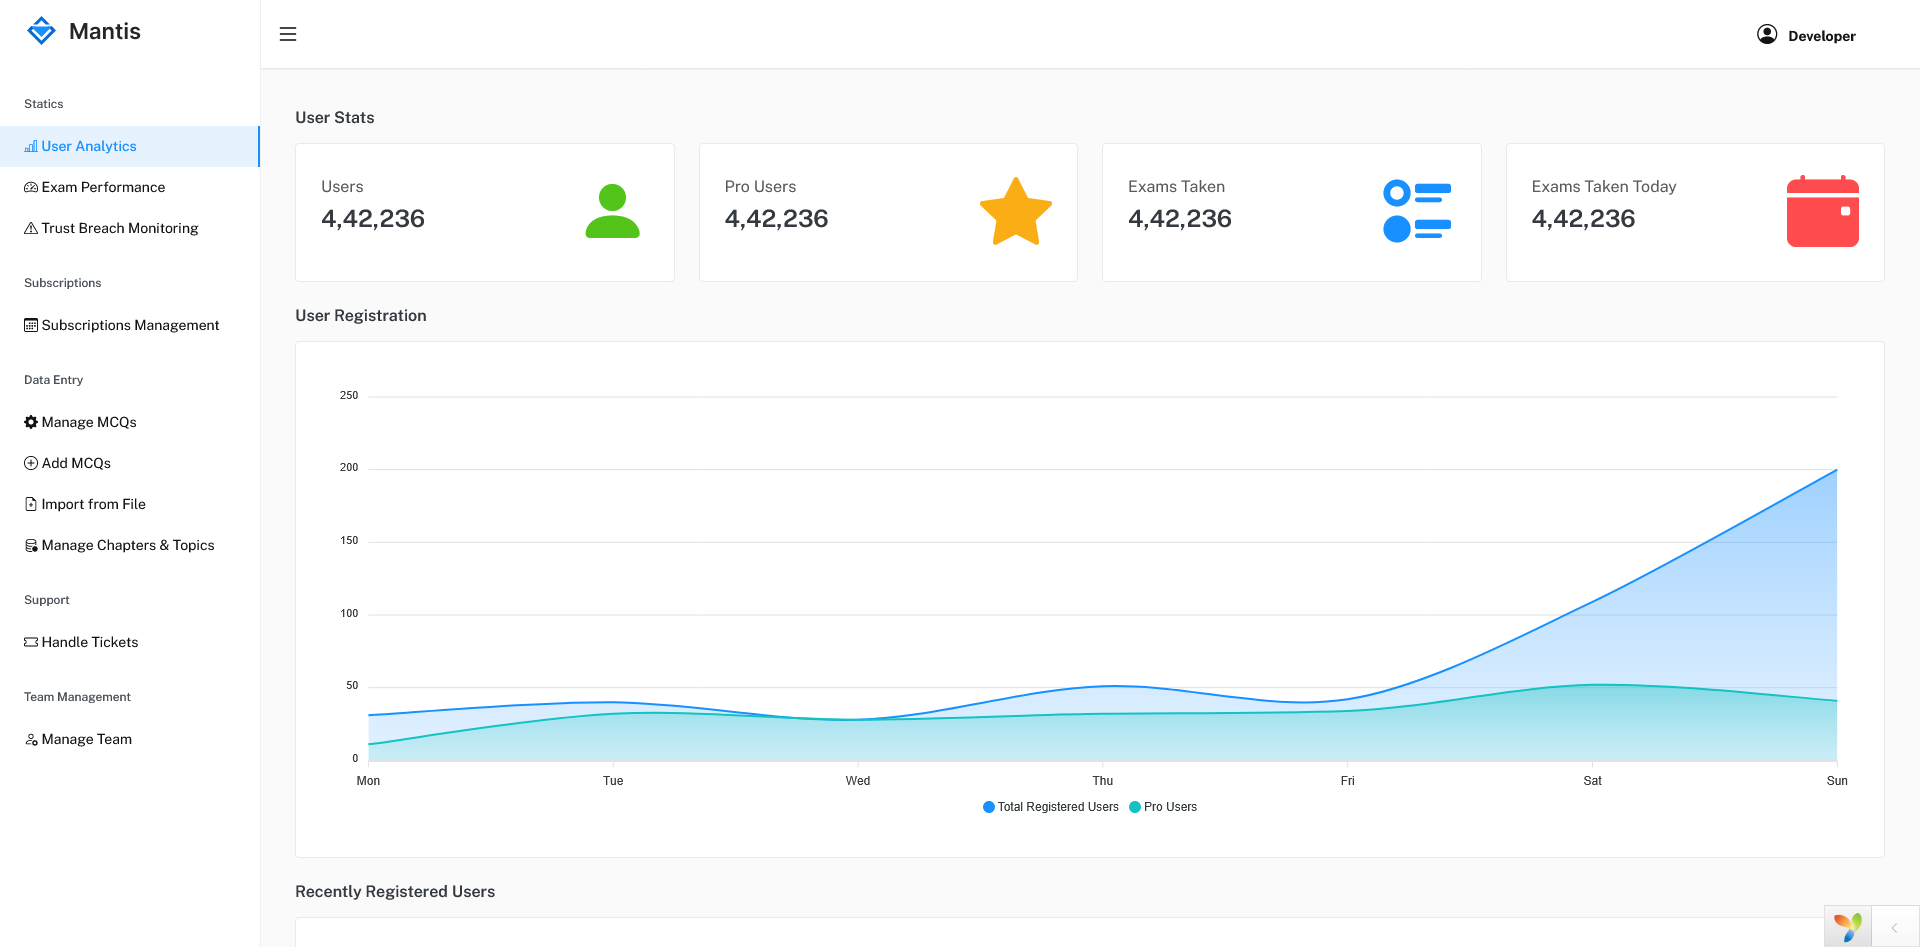 Mantis
Developer
Statics
User Analytics
Exam Performance
Trust Breach Monitoring
Subscriptions
Subscriptions Management
Data Entry
Manage MCQs
Add MCQs
Import from File
Manage Chapters & Topics
Support
Handle Tickets
Team Management
Manage Team
User Stats
Users
4,42,236
Pro Users
4,42,236
Exams Taken
4,42,236
Exams Taken Today
4,42,236
User Registration
250
200
150
100
50
0
Mon Tue Wed Thu Fri Sat Sun
Total Registered Users Pro Users
Recently Registered Users